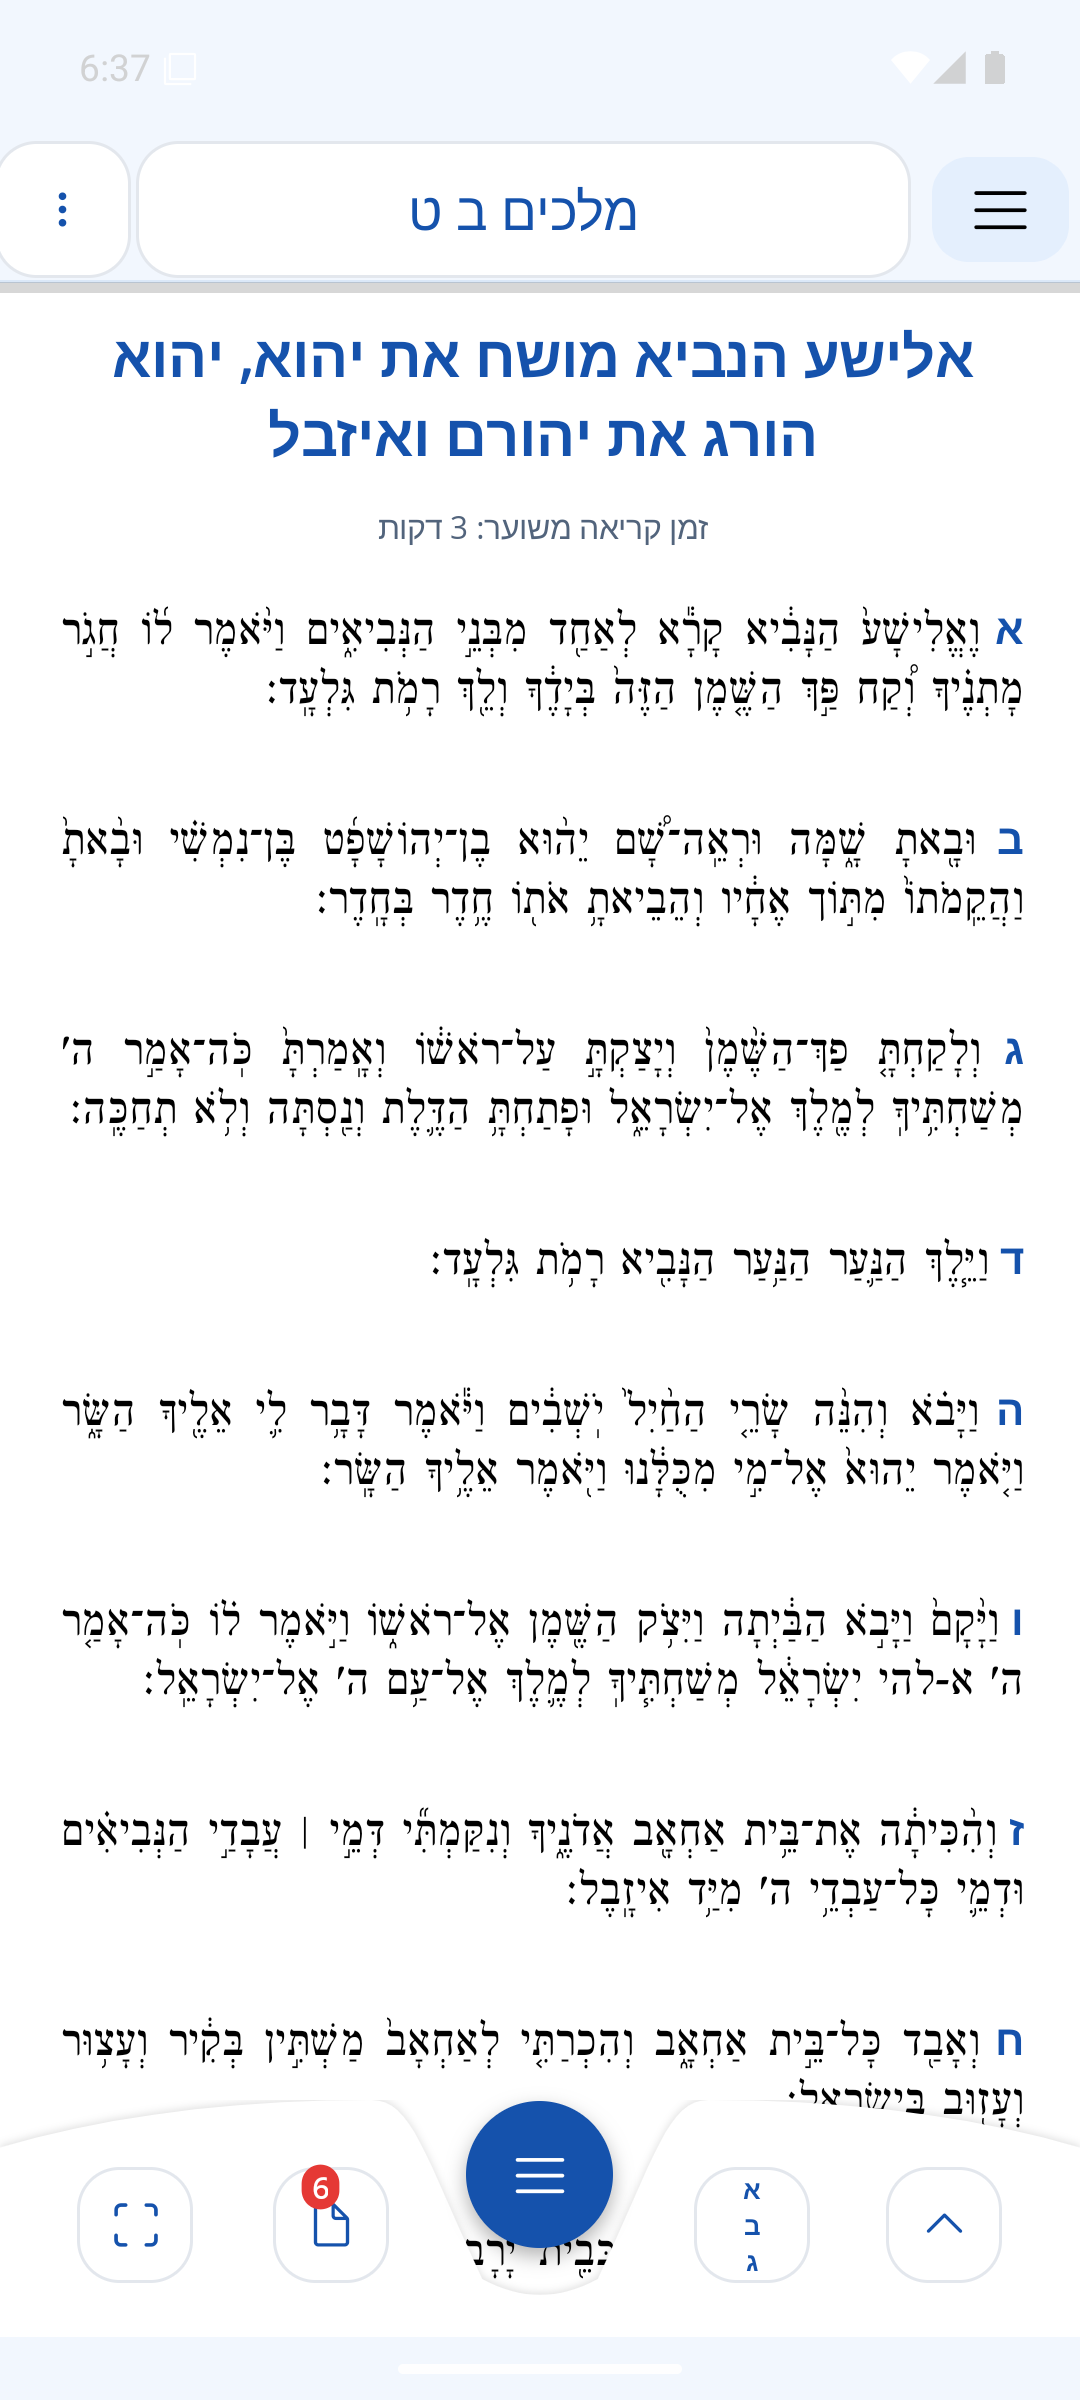 6:37
מלכים ב ט
אלישע הנביא מושח את יהוא, יהוא
הורג את יהורם ואיזבל
זמן קריאה משוער: 3 דקות
א וֶאֱלִישָׁע֙ הַנָּבִ֔יא קָרָ֕א לְאַחַ֖ד מִבְּנֵ֣י הַנְּבִיאִ֑ים וַיֹּ֨אמֶר ל֜וֹ חֲגֹ֣ר
מָתְנֶ֗יךָ וְ֠קַח פַּ֣ךְ הַשֶּׁ֤מֶן הַזֶּה֙ בְּיָדֶ֔ךָ וְלֵ֖ךְ רָמֹ֥ת גִּלְעָֽד׃
ב וּבָ֖אתָ שָׁ֑מָּה וּרְאֵֽה־שָׁ֠ם יֵה֨וּא בֶן־יְהוֹשָׁפָ֜ט בֶּן־נִמְשִׁ֗י וּבָ֙אתָ֙
וַהֲקֵֽמֹתוֹ֙ מִתּ֣וֹךְ אֶחָ֔יו וְהֵבֵיאתָ֥ אֹת֖וֹ חֶ֥דֶר בְּחָֽדֶר׃
ג וְלָקַחְתָּ֤ פַךְ־הַשֶּׁ֙מֶן֙ וְיָצַקְתָּ֣ עַל־רֹאשׁ֔וֹ וְאָֽמַרְתָּ֙ כֹּֽה־אָמַ֣ר ה'
מְשַׁחְתִּ֥יךָֽ לְמֶ֖לֶךְ אֶל־יִשְׂרָאֵ֑ל וּפָתַחְתָּ֥ הַדֶּ֛לֶת וְנַ֖סְתָּה וְלֹ֥א תְחַכֶּֽה׃
ד וַיֵּ֧לֶךְ הַנַּ֛עַר הַנַּ֥עַר הַנָּבִ֖יא רָמֹ֥ת גִּלְעָֽד׃
ה וַיָּבֹ֗א וְהִנֵּ֨ה שָׂרֵ֤י הַחַ֙יִל֙ יֹֽשְׁבִ֔ים וַיֹּ֕אמֶר דָּבָ֥ר לִ֛י אֵלֶ֖יךָ הַשָּׂ֑ר
וַיֹּ֤אמֶר יֵהוּא֙ אֶל־מִ֣י מִכֻּלָּ֔נוּ וַיֹּ֖אמֶר אֵלֶ֥יךָ הַשָּֽׂר׃
ו וַיָּ֙קָם֙ וַיָּבֹ֣א הַבַּ֔יְתָה וַיִּצֹ֥ק הַשֶּׁ֖מֶן אֶל־רֹאשׁ֑וֹ וַיֹּ֣אמֶר ל֗וֹ כֹּֽה־אָמַ֤ר
ה' א-להי יִשְׂרָאֵ֔ל מְשַׁחְתִּ֧יךָֽ לְמֶ֛לֶךְ אֶל־עַ֥ם ה' אֶל־יִשְׂרָאֵֽל׃
ז וְהִ֨כִּיתָ֔ה אֶת־בֵּ֥ית אַחְאָ֖ב אֲדֹנֶ֑יךָ וְנִקַּמְתִּ֞י דְּמֵ֣י ׀ עֲבָדַ֣י הַנְּבִיאִ֗ים
וּדְמֵ֛י כָּל־עַבְדֵ֥י ה' מִיַּ֥ד אִיזָֽבֶל׃
ח וְאָבַ֖ד כָּל־בֵּ֣ית אַחְאָ֑ב וְהִכְרַתִּ֤י לְאַחְאָב֙ מַשְׁתִּ֣ין בְּקִ֔יר וְעָצ֥וּר
וְעָז֖וּב בְּיִשְׂרָאֵֽל׃
כְּבֵ֖ית
6
א
ב
ג